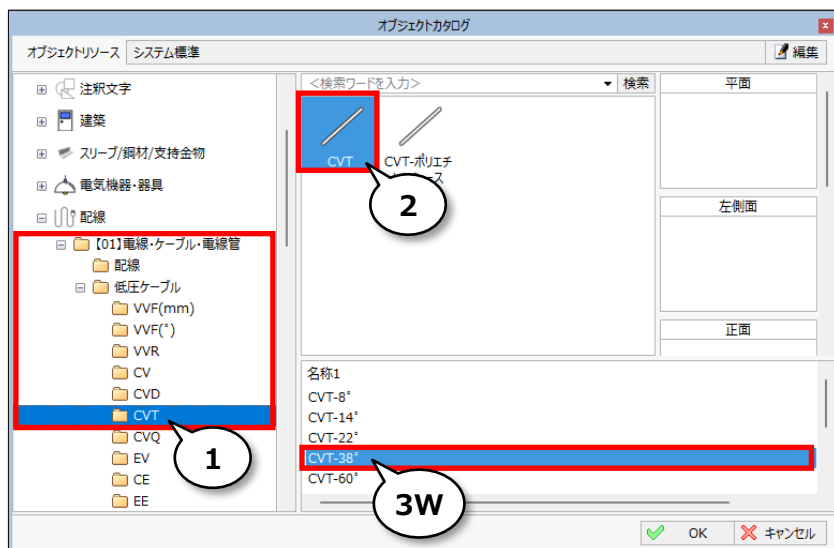 オブジェクトカタログ
オブジェクトリソース システム標準 編集
注釈文字
建築
スリーブ/鋼材/支持金物
電気機器・器具
配線
【01】電線・ケーブル・電線管
配線
低圧ケーブル
VVF(mm)
VVF(°)
VVR
CV
CVD
CVT
CVQ
EV
CE
EE
1
<検索ワードを入力> 検索
CVT
CVT-ポリエチ
2
名称1
CVT-8°
CVT-14°
CVT-22°
CVT-38°
CVT-60°
3W
平面
左側面
正面
OK キャンセル